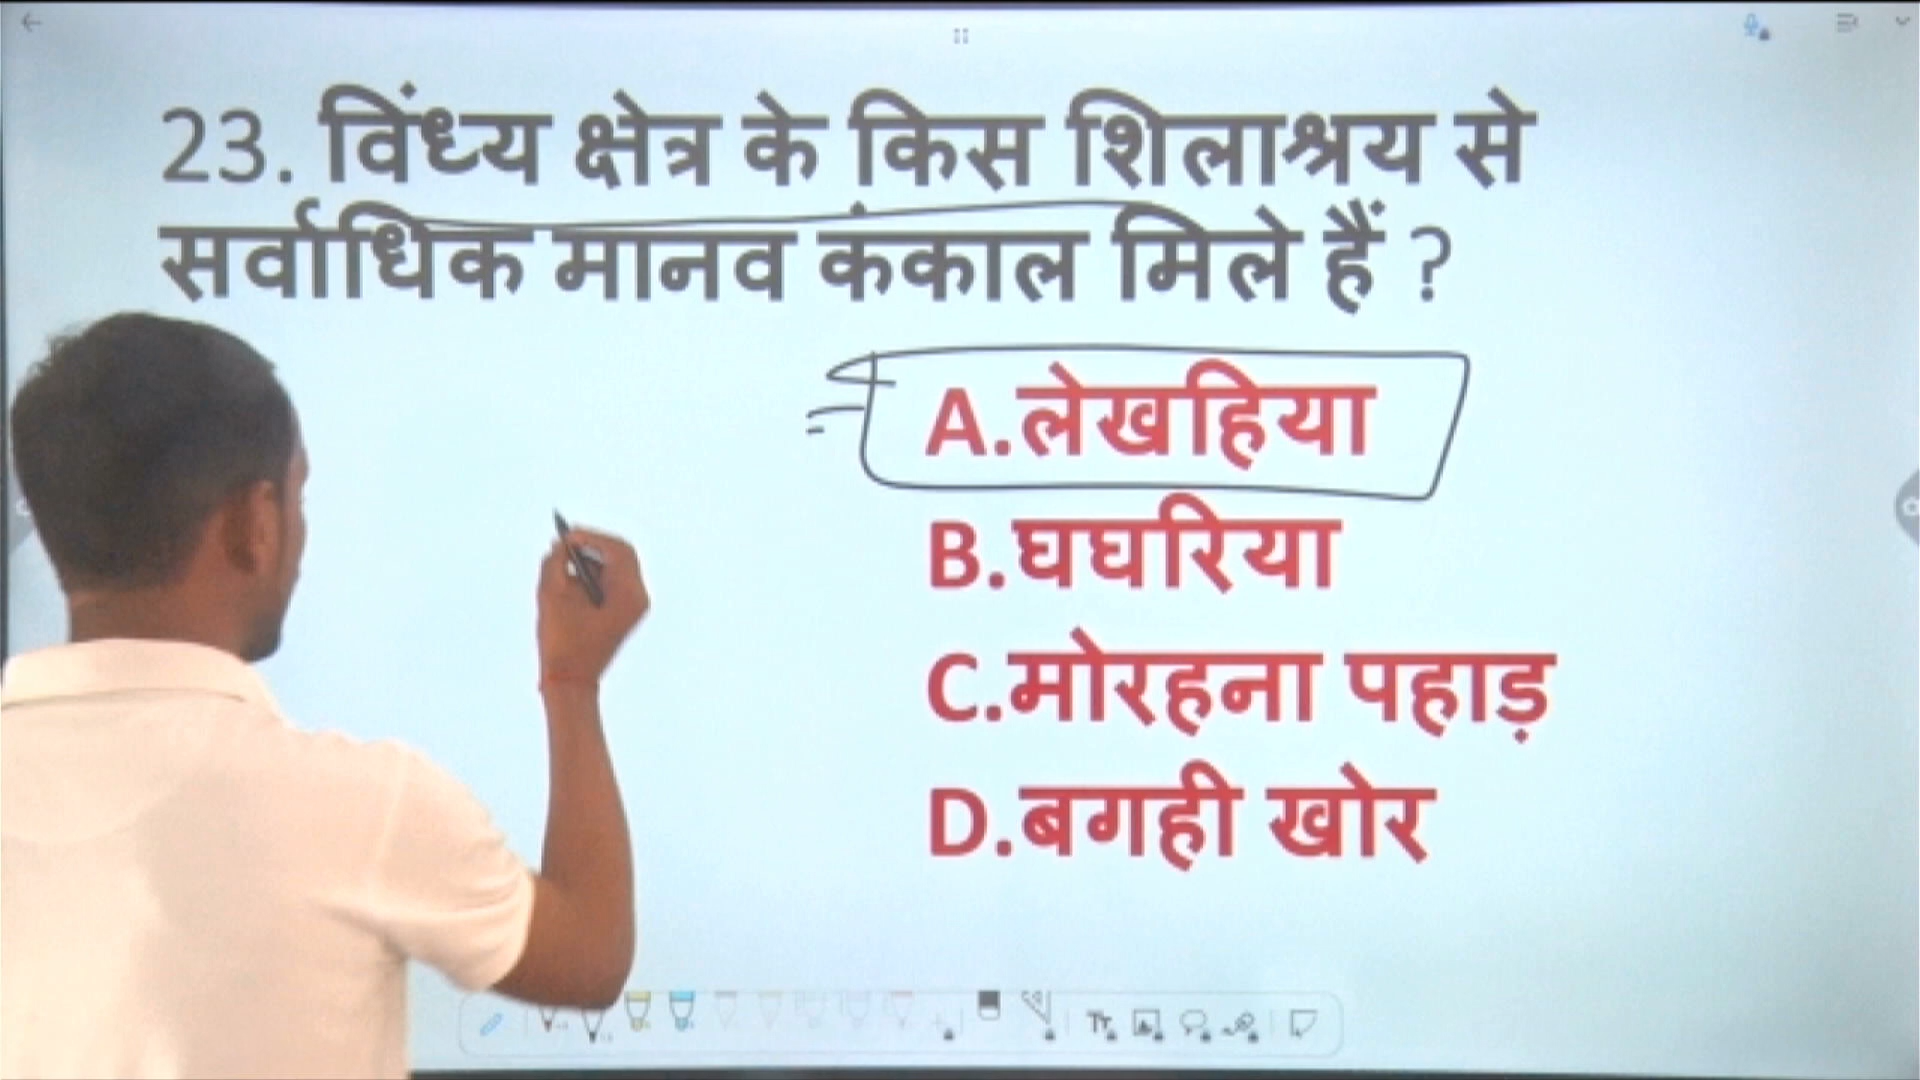 23. विंध्य क्षेत्र के किस शिलाश्रय से
सर्वाधिक मानव कंकाल मिले हैं ?
A.लेखहिया
B.घघरिया
C.मोरहना पहाड़
D.बगही खोर